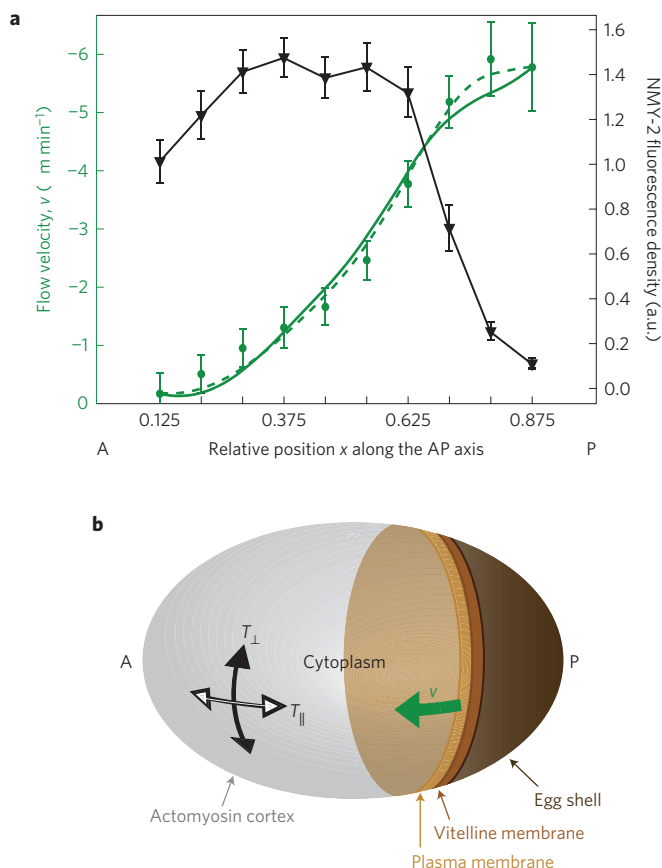 a
−6
−5
−4
−3
−2
−1
0
Flow velocity, v ( m min−1)
1.6
1.4
1.2
1.0
0.8
0.6
0.4
0.2
0.0
NMY-2 fluorescence density (a.u.)
0.125 0.375 0.625 0.875
A Relative position x along the AP axis P
b
T⊥
A Cytoplasm P
v
T∥
Egg shell
Actomyosin cortex
Vitelline membrane
Plasma membrane